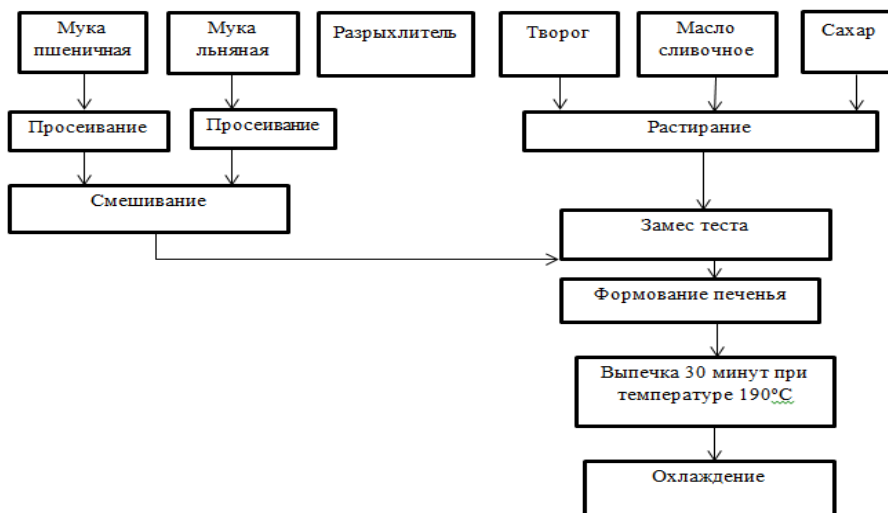 Мука
пшеничная
Мука
льняная
Разрыхлитель
Творог
Масло
сливочное
Сахар
Просеивание
Просеивание
Растирание
Смешивание
Замес теста
Формование печенья
Выпечка 30 минут при
температуре 190°С
Охлаждение